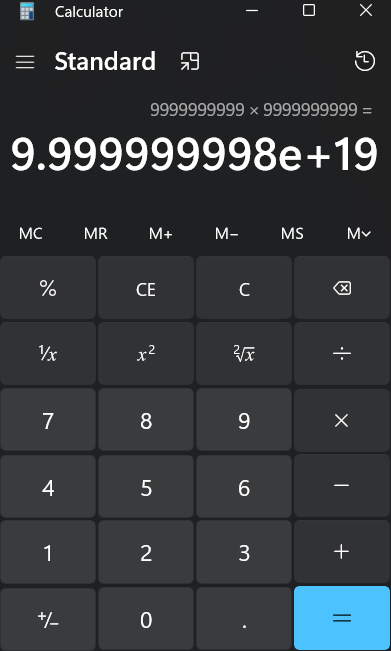 Calculator
Standard
9999999999 × 9999999999 =
9.999999998e+19
MC MR M+ M− MS M˅
% CE C
¹/x x² ²√x ÷
7 8 9 ×
4 5 6 −
1 2 3 +
+/− 0 . =